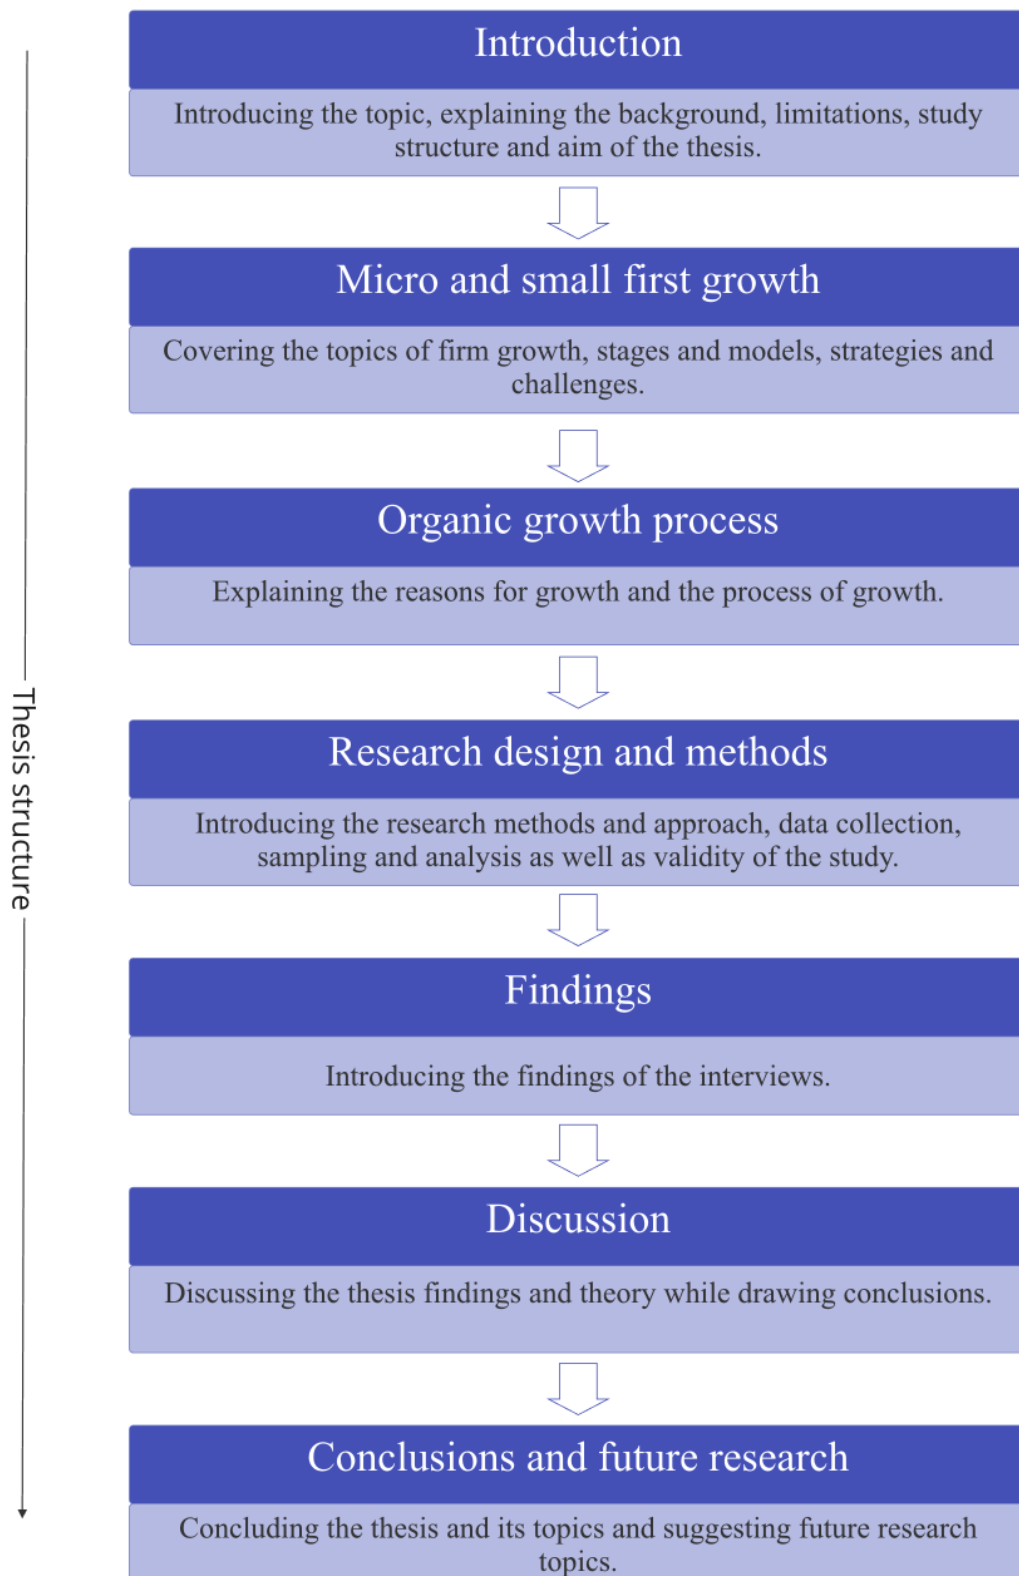 Introduction
Introducing the topic, explaining the background, limitations, study
structure and aim of the thesis.
Micro and small first growth
Covering the topics of firm growth, stages and models, strategies and
challenges.
Organic growth process
Explaining the reasons for growth and the process of growth.
Research design and methods
Introducing the research methods and approach, data collection,
sampling and analysis as well as validity of the study.
Findings
Introducing the findings of the interviews.
Discussion
Discussing the thesis findings and theory while drawing conclusions.
Conclusions and future research
Concluding the thesis and its topics and suggesting future research
topics.
Thesis structure